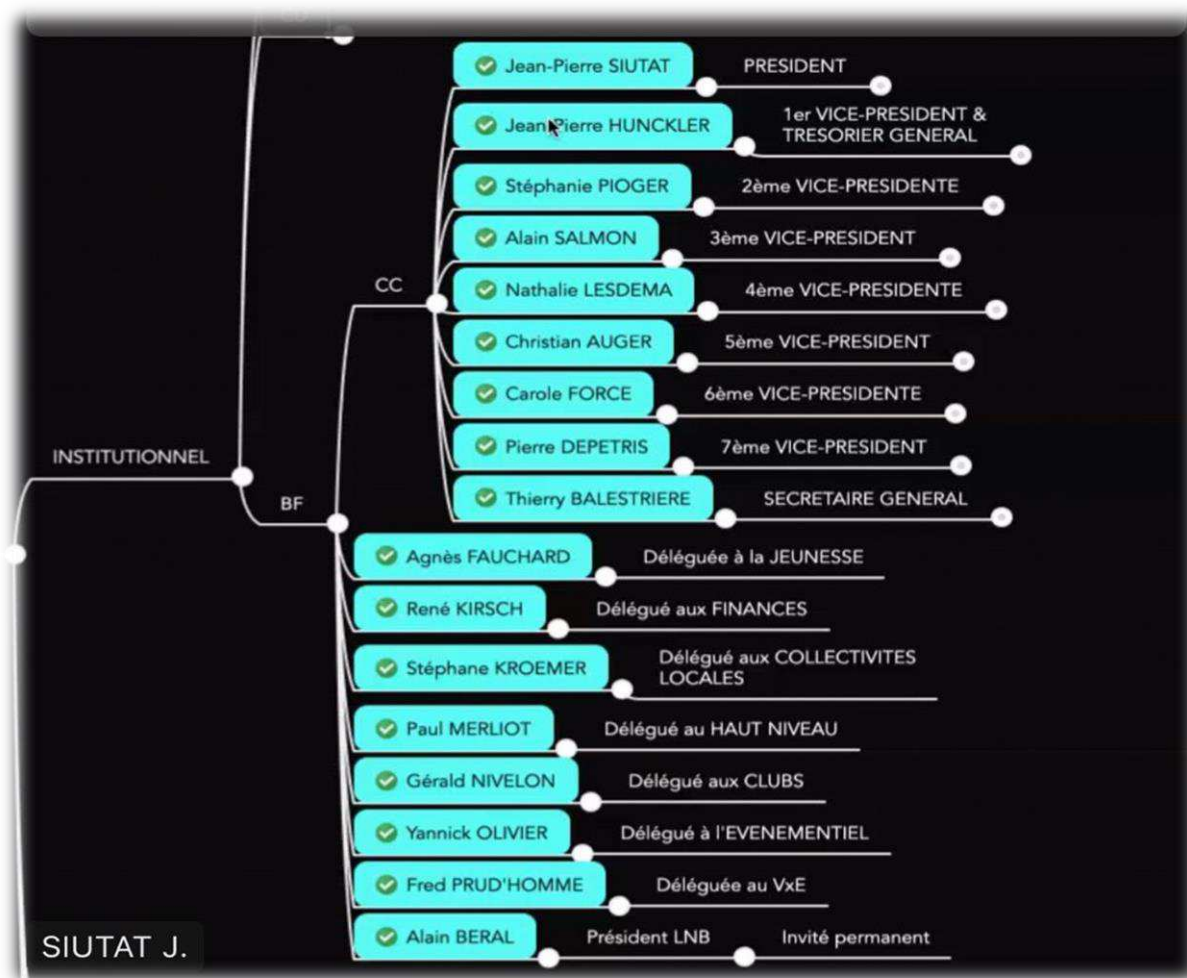 Jean-Pierre SIUTAT PRESIDENT
Jean-Pierre HUNCKLER 1er VICE-PRESIDENT &
TRESORIER GENERAL
Stéphanie PIOGER 2ème VICE-PRESIDENTE
Alain SALMON 3ème VICE-PRESIDENT
CC
Nathalie LESDEMA 4ème VICE-PRESIDENTE
Christian AUGER 5ème VICE-PRESIDENT
Carole FORCE 6ème VICE-PRESIDENTE
Pierre DEPETRIS 7ème VICE-PRESIDENT
INSTITUTIONNEL
Thierry BALESTRIERE SECRETAIRE GENERAL
BF
Agnès FAUCHARD Déléguée à la JEUNESSE
René KIRSCH Délégué aux FINANCES
Stéphane KROEMER Délégué aux COLLECTIVITES
LOCALES
Paul MERLIOT Délégué au HAUT NIVEAU
Gérald NIVELON Délégué aux CLUBS
Yannick OLIVIER Délégué à l'EVENEMENTIEL
Fred PRUD'HOMME Déléguée au VxE
Alain BERAL Président LNB Invité permanent
SIUTAT J.